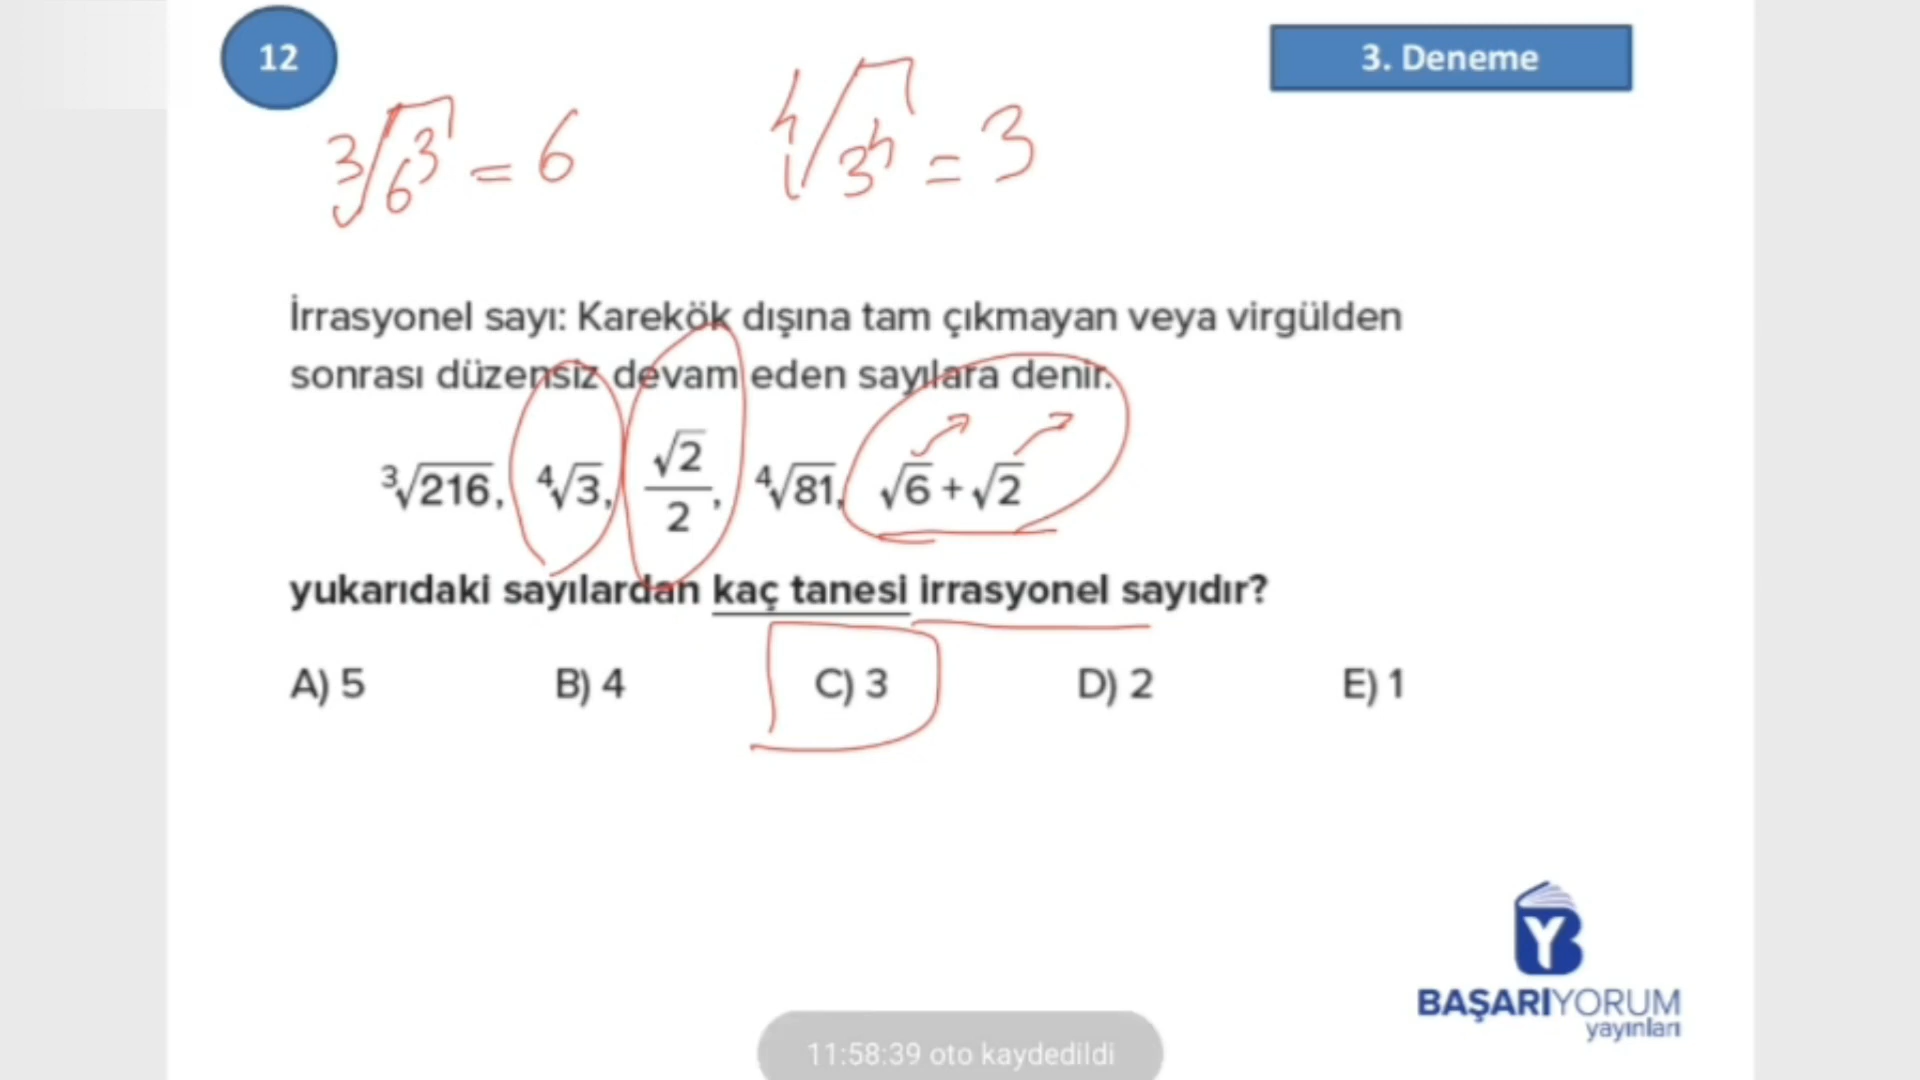 12
3. Deneme
∛6³ = 6
∜3⁴ = 3
İrrasyonel sayı: Karekök dışına tam çıkmayan veya virgülden
sonrası düzensiz devam eden sayılara denir.
∛216, ∜3, √2/2, ∜81, √6 + √2
yukarıdaki sayılardan kaç tanesi irrasyonel sayıdır?
A) 5 B) 4 C) 3 D) 2 E) 1
BY
BAŞARIYORUM
yayınları
11:58:39 oto kaydedildi